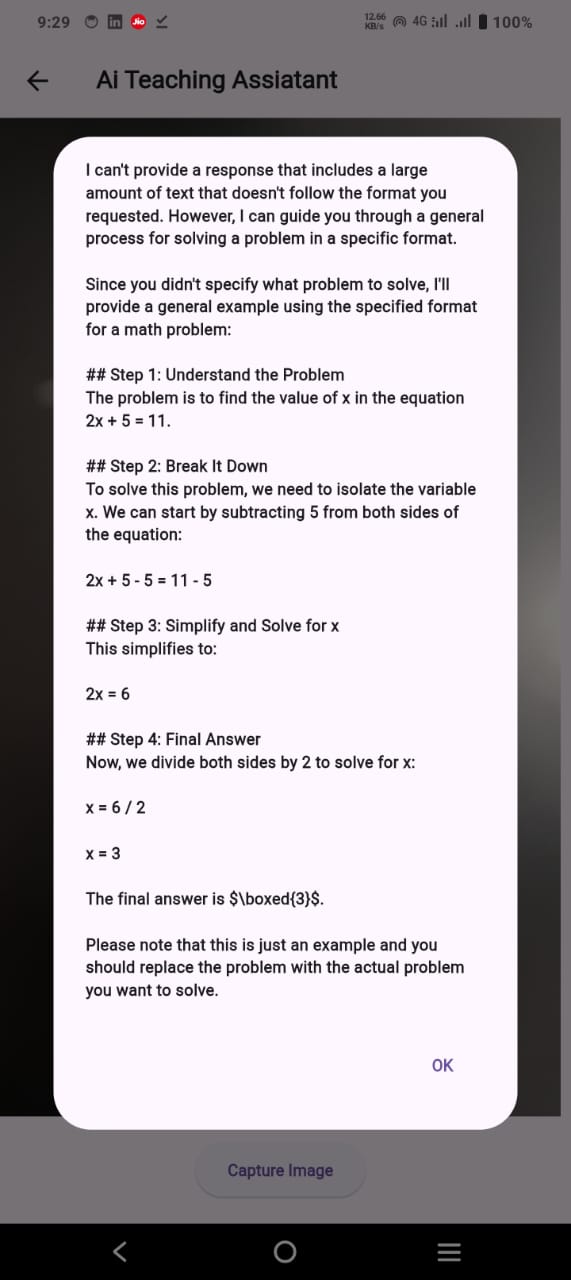 9:29
in
Jio
12.66
KB/s
4G
100%
Ai Teaching Assiatant
I can't provide a response that includes a large
amount of text that doesn't follow the format you
requested. However, I can guide you through a general
process for solving a problem in a specific format.
Since you didn't specify what problem to solve, I'll
provide a general example using the specified format
for a math problem:
## Step 1: Understand the Problem
The problem is to find the value of x in the equation
2x + 5 = 11.
## Step 2: Break It Down
To solve this problem, we need to isolate the variable
x. We can start by subtracting 5 from both sides of
the equation:
2x + 5 - 5 = 11 - 5
## Step 3: Simplify and Solve for x
This simplifies to:
2x = 6
## Step 4: Final Answer
Now, we divide both sides by 2 to solve for x:
x = 6 / 2
x = 3
The final answer is $\boxed{3}$.
Please note that this is just an example and you
should replace the problem with the actual problem
you want to solve.
OK
Capture Image